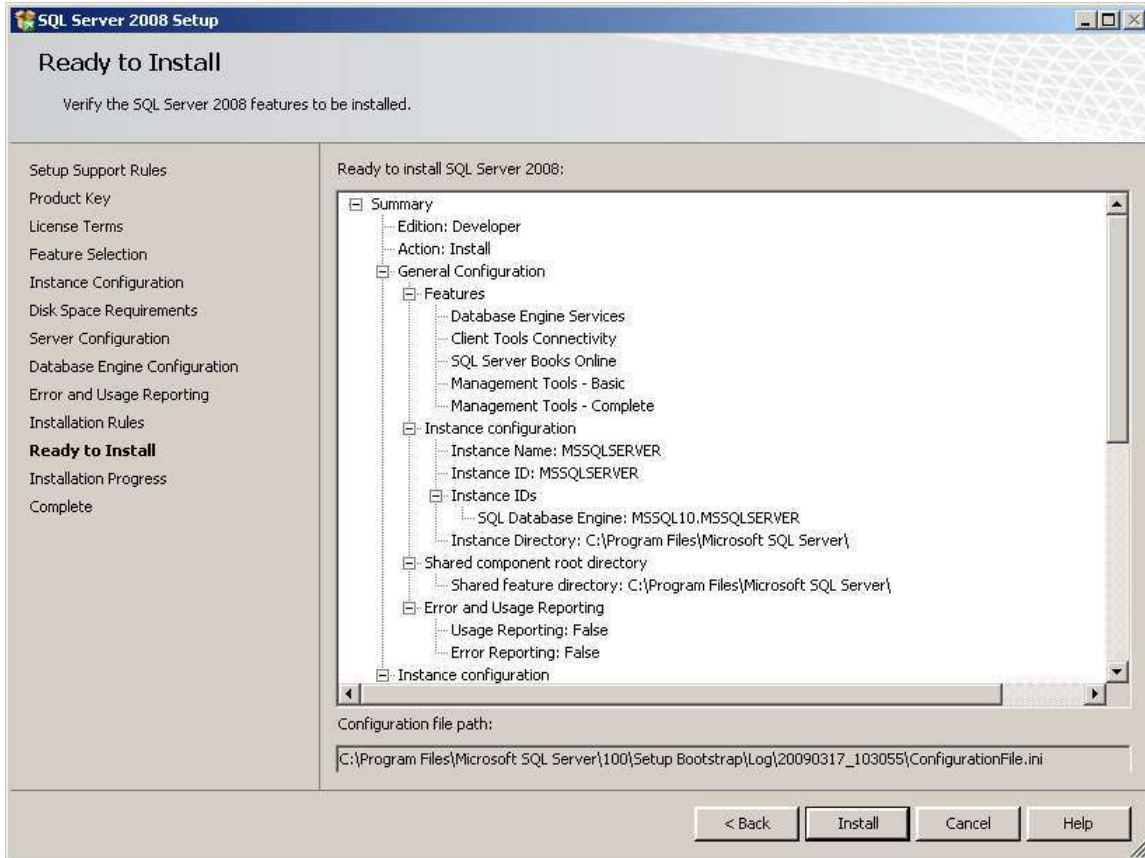 SQL Server 2008 Setup
Ready to Install
Verify the SQL Server 2008 features to be installed.
Setup Support Rules
Product Key
License Terms
Feature Selection
Instance Configuration
Disk Space Requirements
Server Configuration
Database Engine Configuration
Error and Usage Reporting
Installation Rules
Ready to Install
Installation Progress
Complete
Ready to install SQL Server 2008:
Summary
Edition: Developer
Action: Install
General Configuration
Features
Database Engine Services
Client Tools Connectivity
SQL Server Books Online
Management Tools - Basic
Management Tools - Complete
Instance configuration
Instance Name: MSSQLSERVER
Instance ID: MSSQLSERVER
Instance IDs
SQL Database Engine: MSSQL10.MSSQLSERVER
Instance Directory: C:\Program Files\Microsoft SQL Server\
Shared component root directory
Shared feature directory: C:\Program Files\Microsoft SQL Server\
Error and Usage Reporting
Usage Reporting: False
Error Reporting: False
Instance configuration
Configuration file path:
C:\Program Files\Microsoft SQL Server\100\Setup Bootstrap\Log\20090317_103055\ConfigurationFile.ini
< Back
Install
Cancel
Help